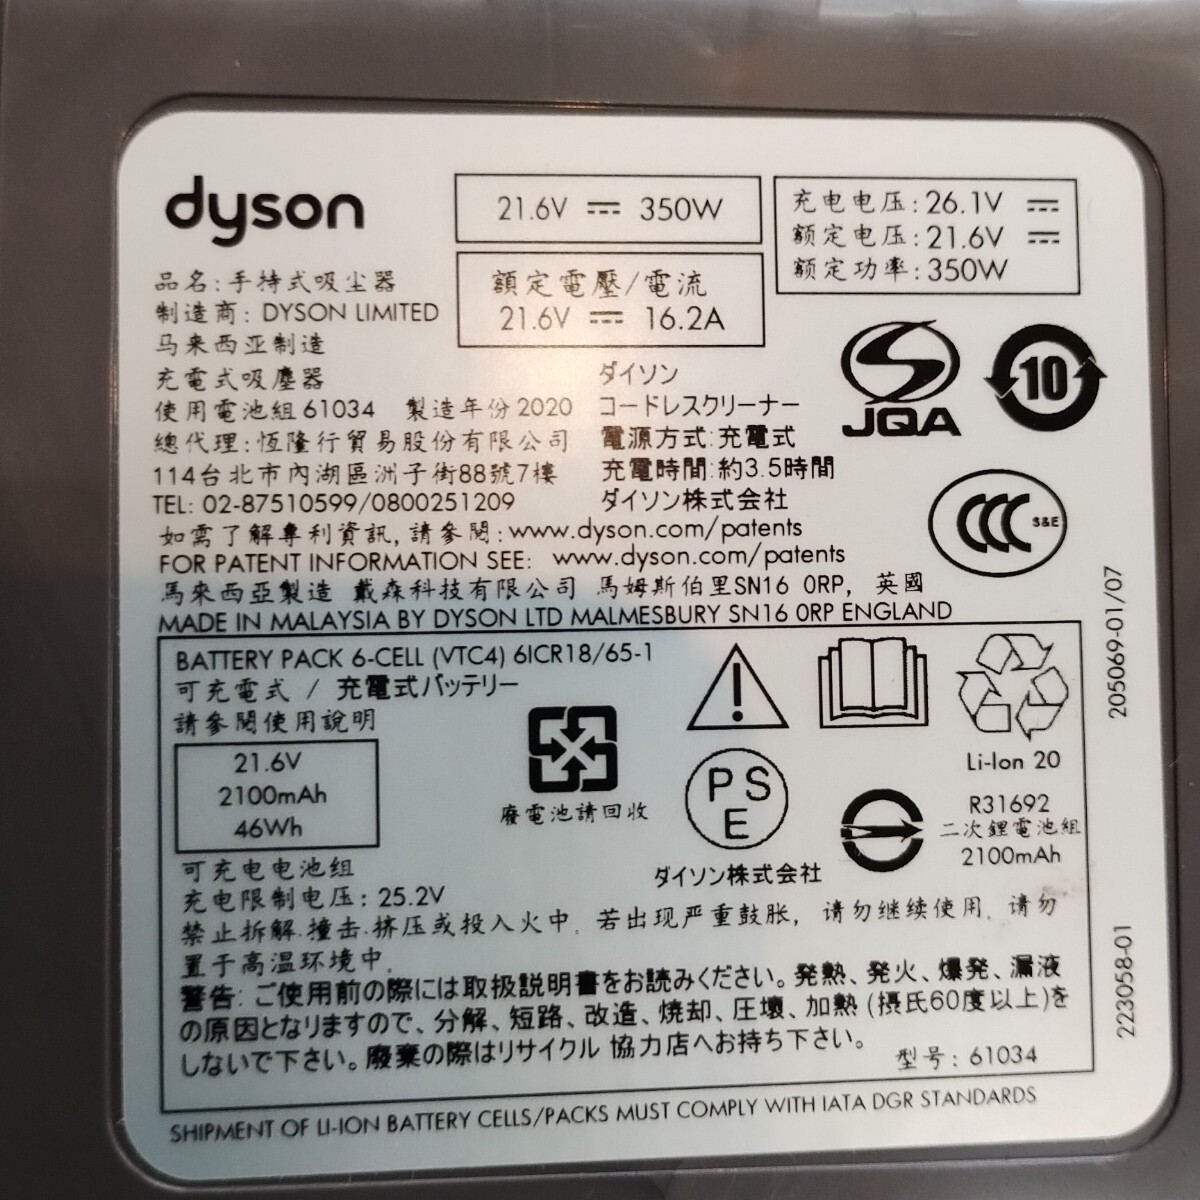 dyson
21.6V ⎓ 350W
額定電壓/電流
21.6V ⎓ 16.2A
充电电压:26.1V ⎓
额定电压:21.6V ⎓
额定功率:350W
品名:手持式吸尘器
制造商: DYSON LIMITED
马来西亚制造
充電式吸塵器
使用電池組61034 製造年份2020
總代理:恆隆行貿易股份有限公司
114台北市內湖區洲子街88號7樓
TEL: 02-87510599/0800251209
ダイソン
コードレスクリーナー
電源方式:充電式
充電時間:約3.5時間
ダイソン株式会社
JQA
10
CCC S&E
如需了解專利資訊,請參閱:www.dyson.com/patents
FOR PATENT INFORMATION SEE: www.dyson.com/patents
馬來西亞製造 戴森科技有限公司 馬姆斯伯里SN16 0RP, 英國
MADE IN MALAYSIA BY DYSON LTD MALMESBURY SN16 0RP ENGLAND
BATTERY PACK 6-CELL (VTC4) 6ICR18/65-1
可充電式 / 充電式バッテリー
請參閱使用說明
21.6V
2100mAh
46Wh
廢電池請回收
PSE
ダイソン株式会社
Li-Ion 20
R31692
二次鋰電池組
2100mAh
可充电电池组
充电限制电压: 25.2V
禁止拆解.撞击.挤压或投入火中. 若出现严重鼓胀, 请勿继续使用. 请勿
置于高温环境中.
警告: ご使用前の際には取扱説明書をお読みください。発熱、発火、爆発、漏液
の原因となりますので、分解、短路、改造、焼却、圧壊、加熱 (摂氏60度以上)を
しないで下さい。廃棄の際はリサイクル 協力店へお持ち下さい。
型号: 61034
SHIPMENT OF LI-ION BATTERY CELLS/PACKS MUST COMPLY WITH IATA DGR STANDARDS
205069-01/07
223058-01